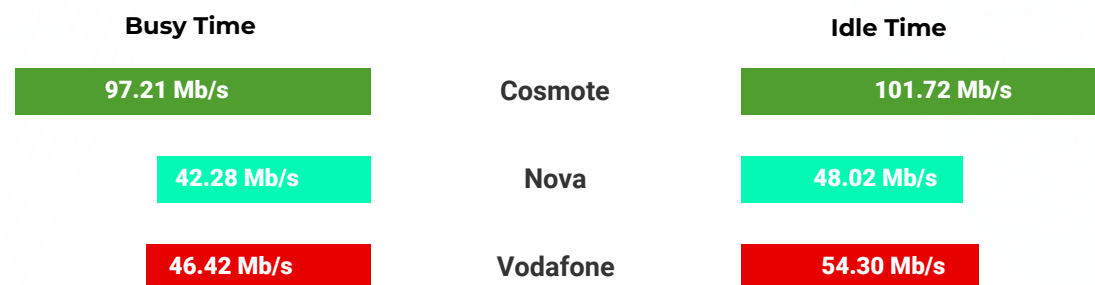 Busy Time Idle Time
97.21 Mb/s Cosmote 101.72 Mb/s
42.28 Mb/s Nova 48.02 Mb/s
46.42 Mb/s Vodafone 54.30 Mb/s